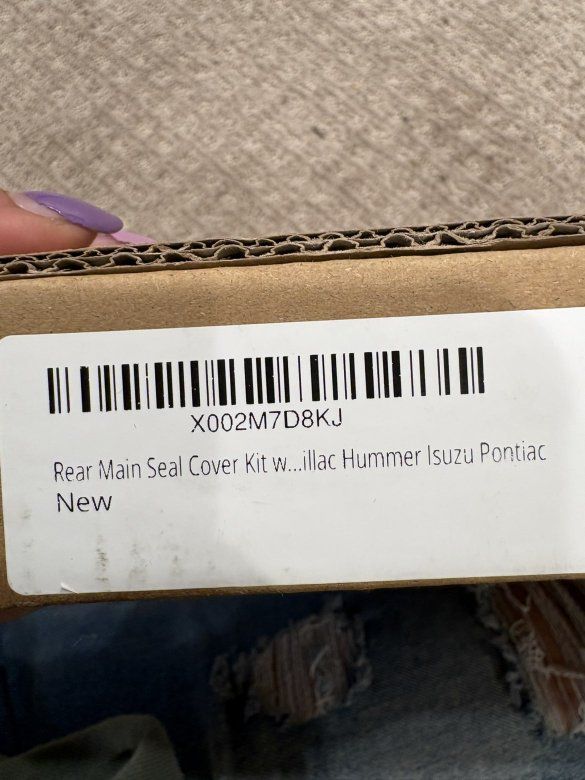 X002M7D8KJ
Rear Main Seal Cover Kit w...illac Hummer Isuzu Pontiac
New